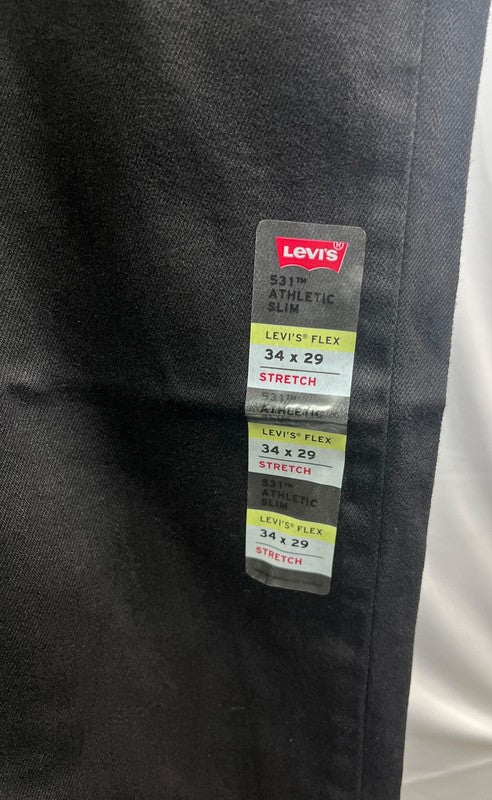 Levi's®
531™
ATHLETIC
SLIM
LEVI'S® FLEX
34 x 29
STRETCH
531™
ATHLETIC
LEVI'S® FLEX
34 x 29
STRETCH
531™
ATHLETIC
SLIM
LEVI'S® FLEX
34 x 29
STRETCH